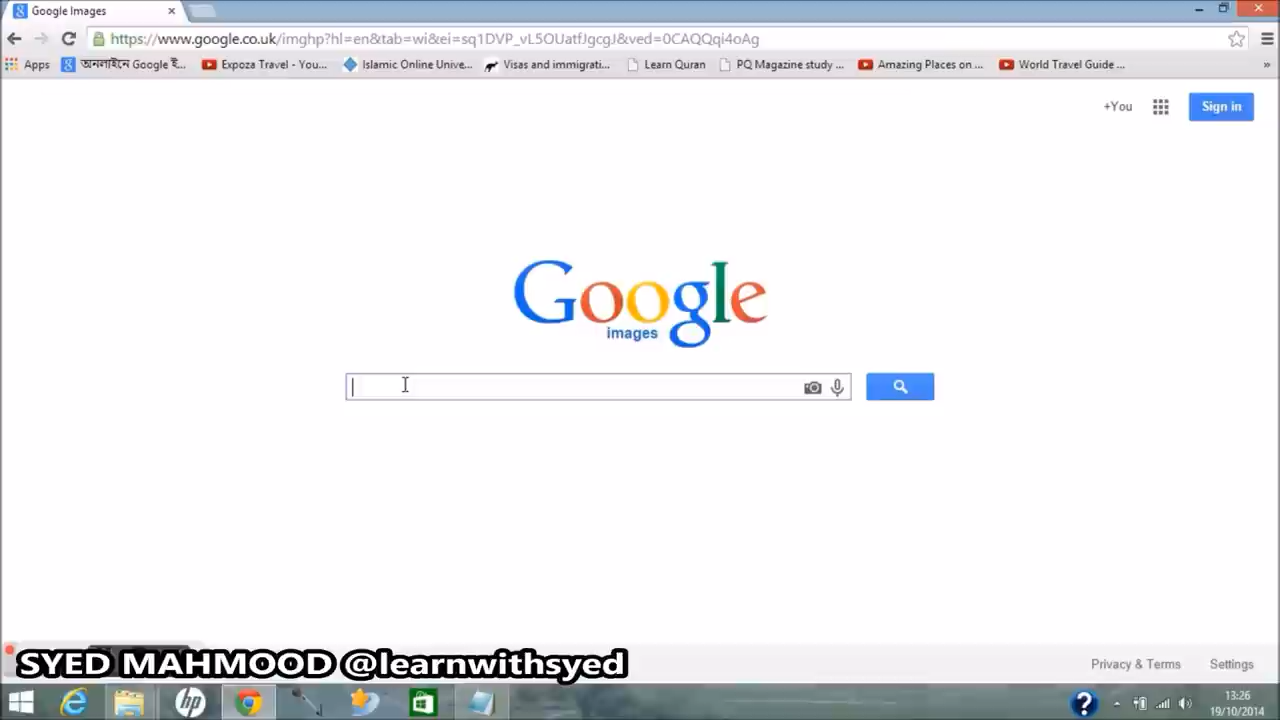 Google Images
https://www.google.co.uk/imghp?hl=en&tab=wi&ei=sq1DVP_vL5OUatfJgcgJ&ved=0CAQQqi4oAg
Apps অনলাইনে Google ই... Expoza Travel - You... Islamic Online Unive... Visas and immigrati... Learn Quran PQ Magazine study ... Amazing Places on ... World Travel Guide ... »
+You Sign in
Google
images
SYED MAHMOOD @learnwithsyed
Privacy & Terms Settings
hp
13:26
19/10/2014